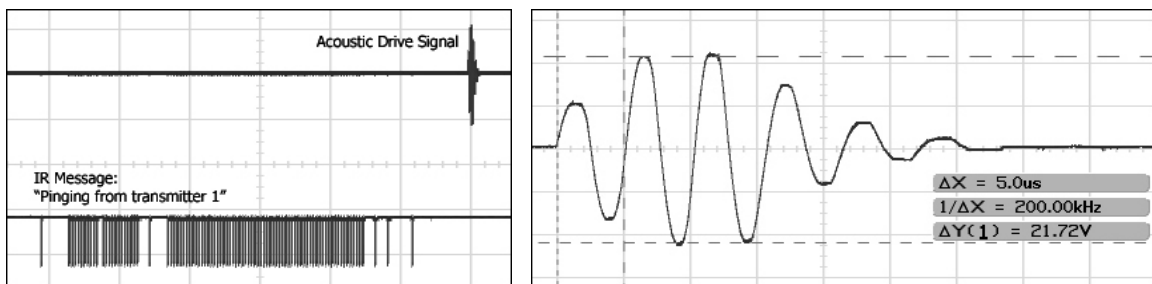 Acoustic Drive Signal
IR Message:
"Pinging from transmitter 1"
ΔX = 5.0us
1/ΔX = 200.00kHz
ΔY(1) = 21.72V